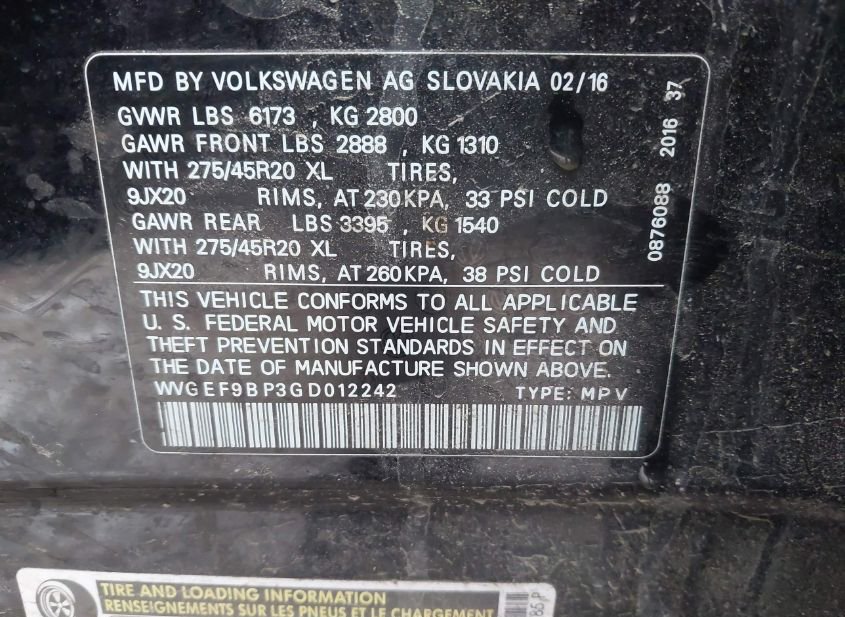 MFD BY VOLKSWAGEN AG SLOVAKIA 02/16
GVWR LBS 6173 , KG 2800
GAWR FRONT LBS 2888 , KG 1310
WITH 275/45R20 XL TIRES,
9JX20 RIMS, AT 230 KPA, 33 PSI COLD
GAWR REAR LBS 3395 , KG 1540
WITH 275/45R20 XL TIRES,
9JX20 RIMS, AT 260 KPA, 38 PSI COLD
THIS VEHICLE CONFORMS TO ALL APPLICABLE
U. S. FEDERAL MOTOR VEHICLE SAFETY AND
THEFT PREVENTION STANDARDS IN EFFECT ON
THE DATE OF MANUFACTURE SHOWN ABOVE.
WVGEF9BP3GD012242 TYPE: MPV
0876088 2016 37
TIRE AND LOADING INFORMATION
RENSEIGNEMENTS SUR LES PNEUS ET LE CHARGEMENT